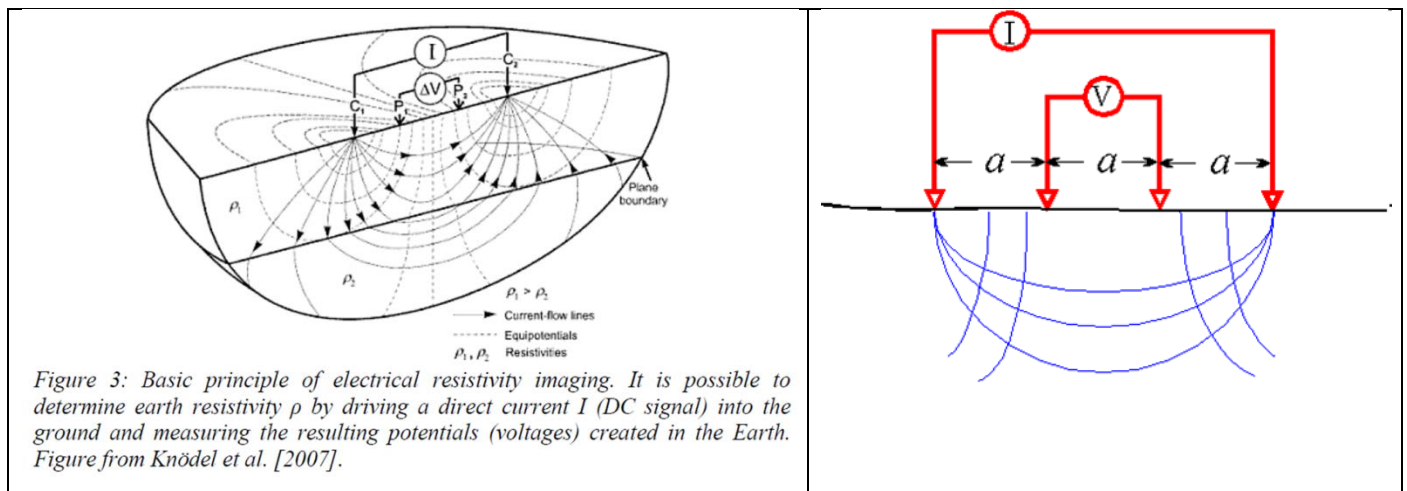 I
ΔV
C₁
P₁
P₂
C₂
Plane
boundary
ρ₁
ρ₂
ρ₁ > ρ₂
Current-flow lines
Equipotentials
ρ₁, ρ₂ Resistivities
Figure 3: Basic principle of electrical resistivity imaging. It is possible to
determine earth resistivity ρ by driving a direct current I (DC signal) into the
ground and measuring the resulting potentials (voltages) created in the Earth.
Figure from Knödel et al. [2007].
I
V
a a a